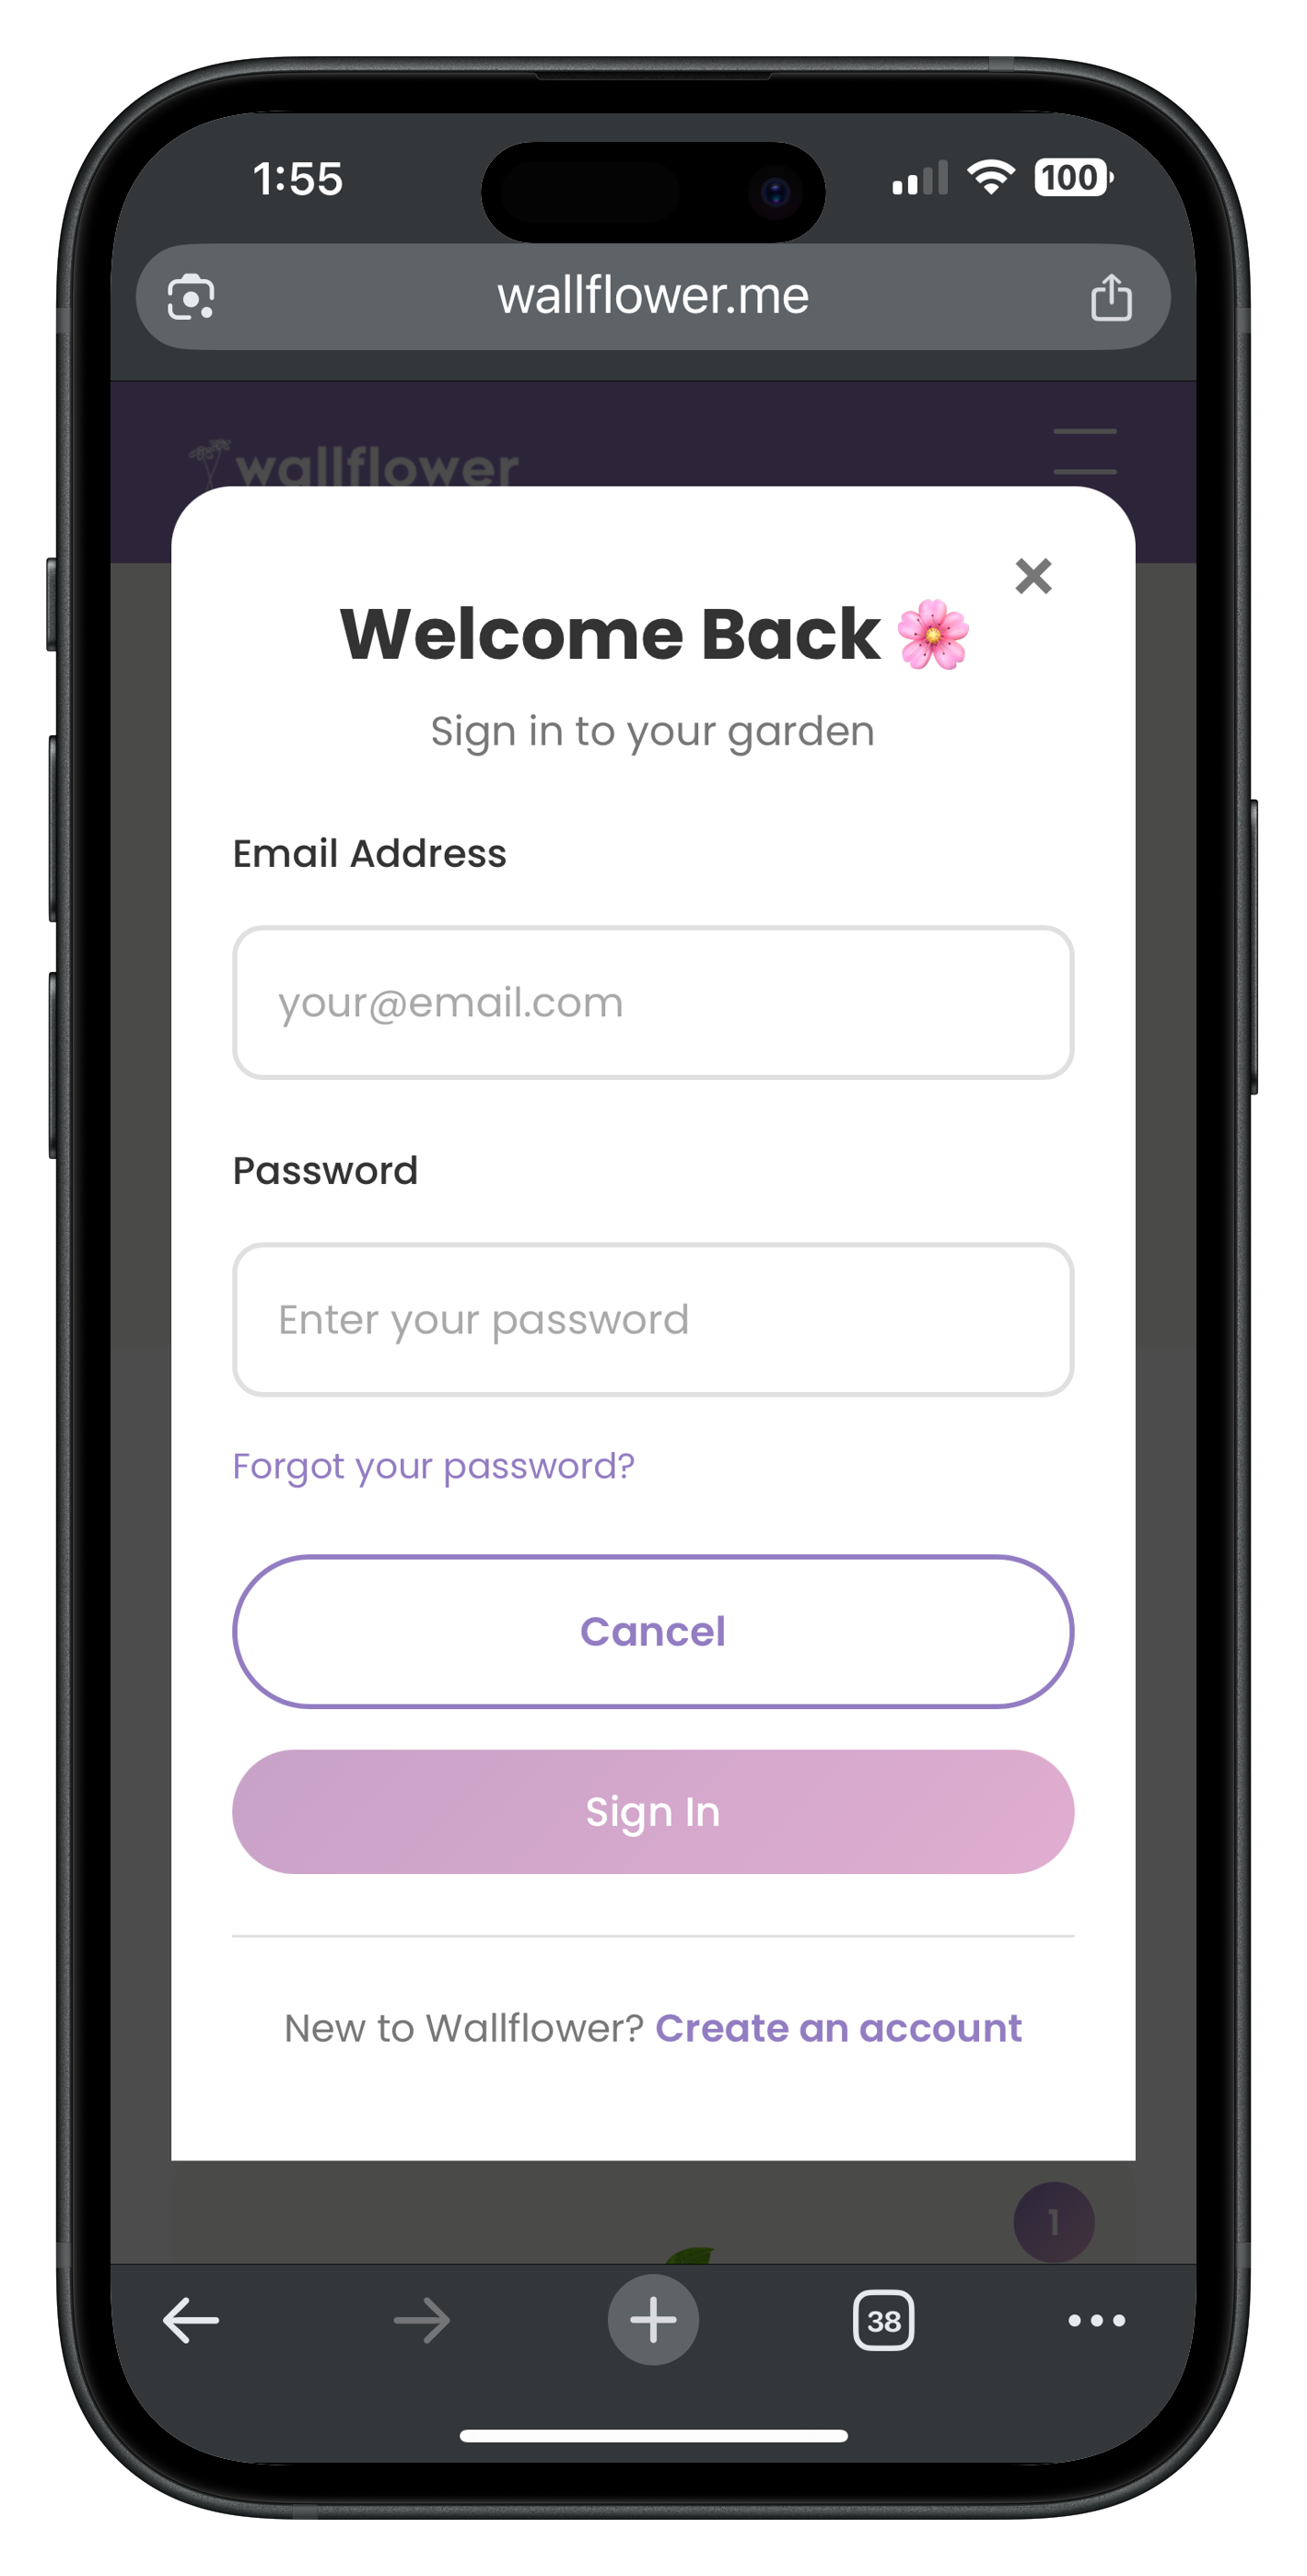 1:55
100
wallflower.me
wallflower
Welcome Back 🌸
Sign in to your garden
Email Address
your@email.com
Password
Enter your password
Forgot your password?
Cancel
Sign In
New to Wallflower? Create an account
1
38